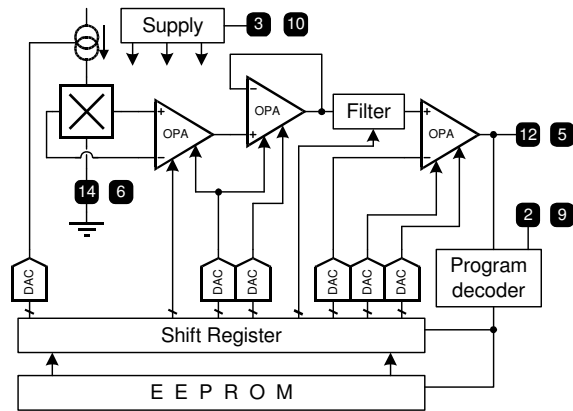 Supply
3 10
OPA
OPA
Filter
OPA
12 5
14 6
2 9
DAC
DAC
DAC
DAC
DAC
DAC
Program
decoder
Shift Register
E E P R O M
+
−
−
+
+
−